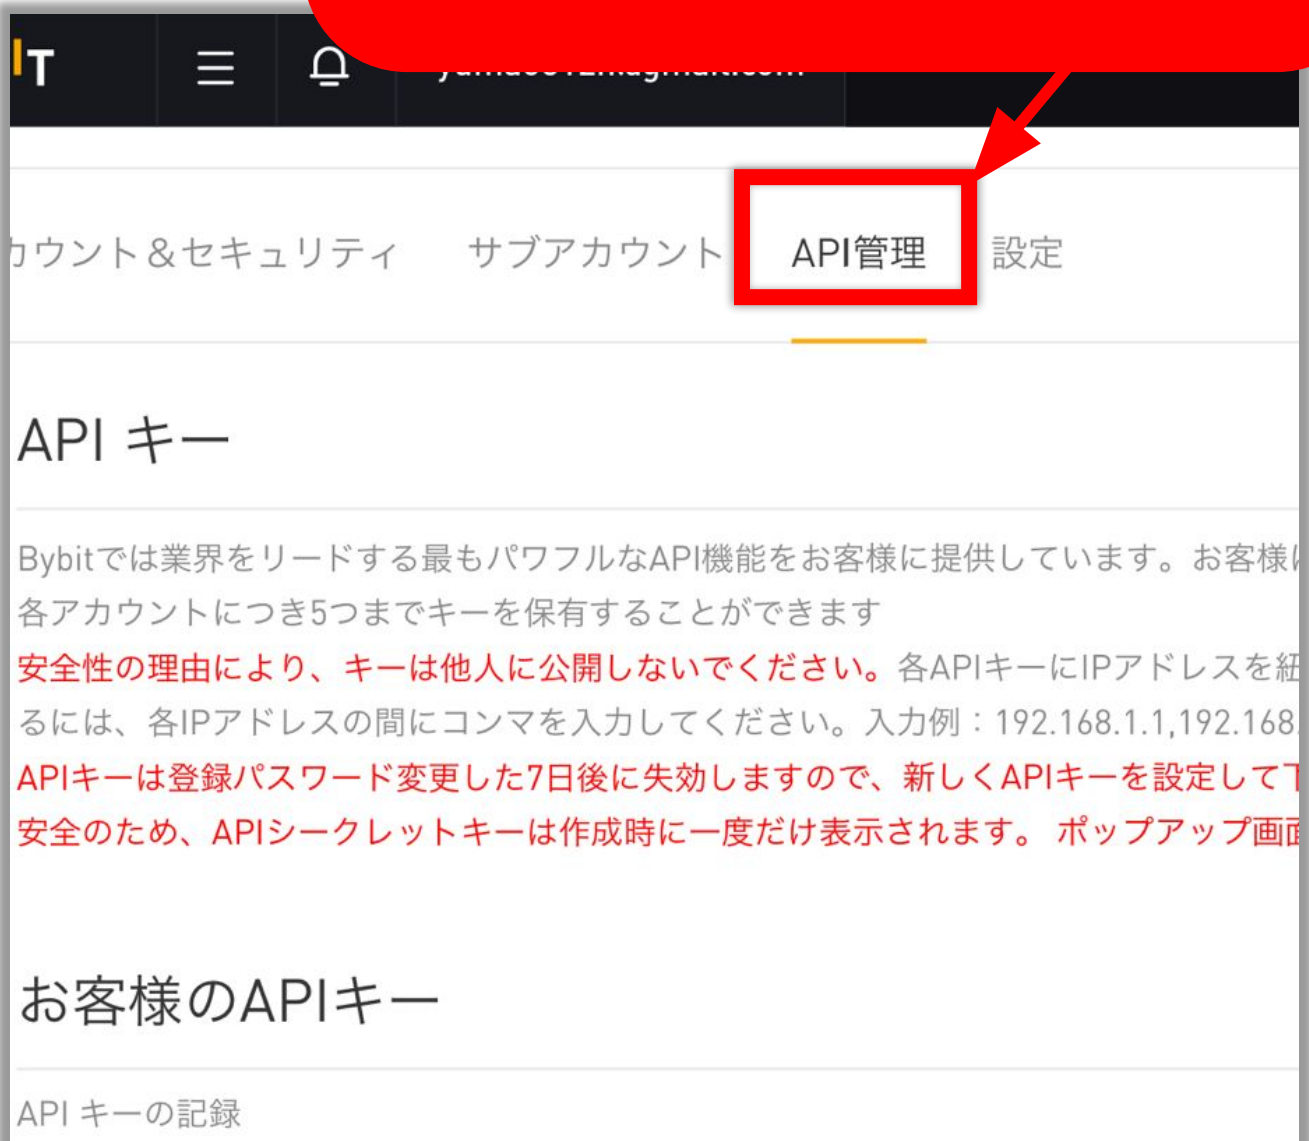 IT
カウント＆セキュリティ サブアカウント API管理 設定
API キー
Bybitでは業界をリードする最もパワフルなAPI機能をお客様に提供しています。お客様
各アカウントにつき5つまでキーを保有することができます
安全性の理由により、キーは他人に公開しないでください。各APIキーにIPアドレスを紐
るには、各IPアドレスの間にコンマを入力してください。入力例：192.168.1.1,192.168.
APIキーは登録パスワード変更した7日後に失効しますので、新しくAPIキーを設定して下
安全のため、APIシークレットキーは作成時に一度だけ表示されます。 ポップアップ画面
お客様のAPIキー
API キーの記録